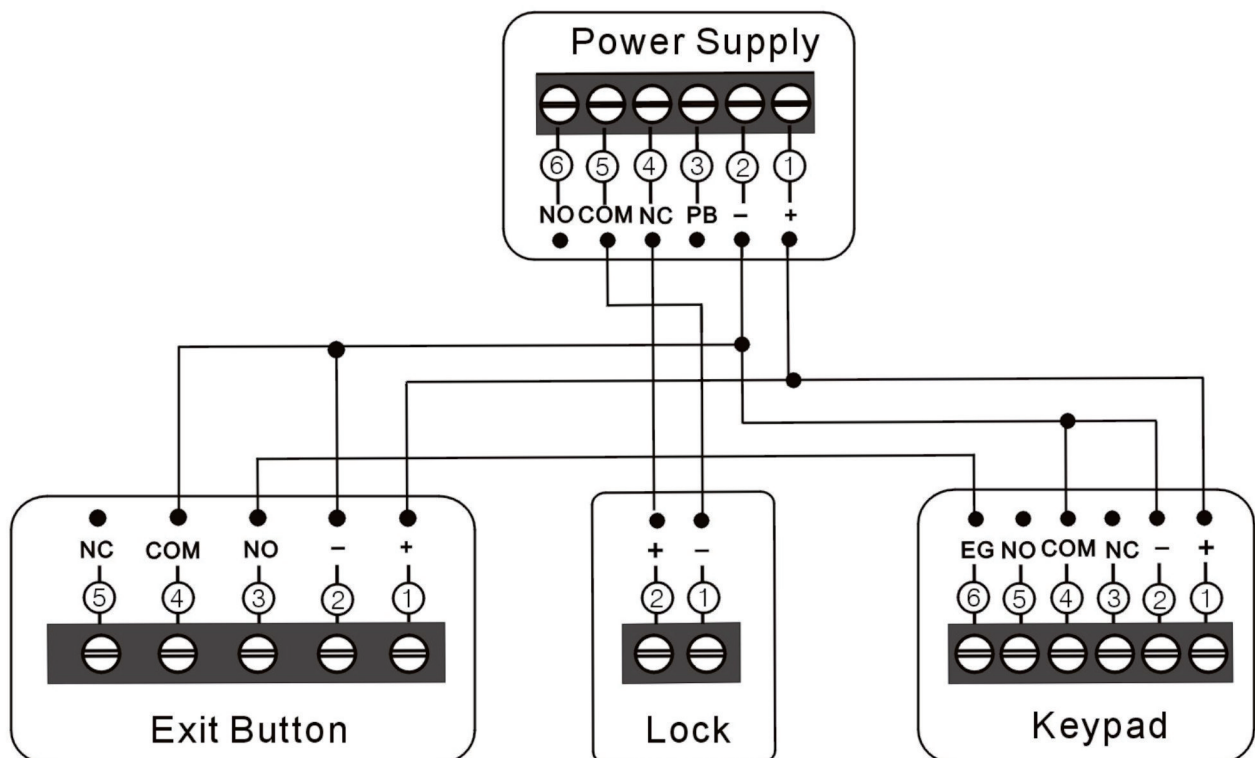 Power Supply
6 5 4 3 2 1
NO COM NC PB – +
NC COM NO – +
5 4 3 2 1
Exit Button
+ –
2 1
Lock
EG NO COM NC – +
6 5 4 3 2 1
Keypad